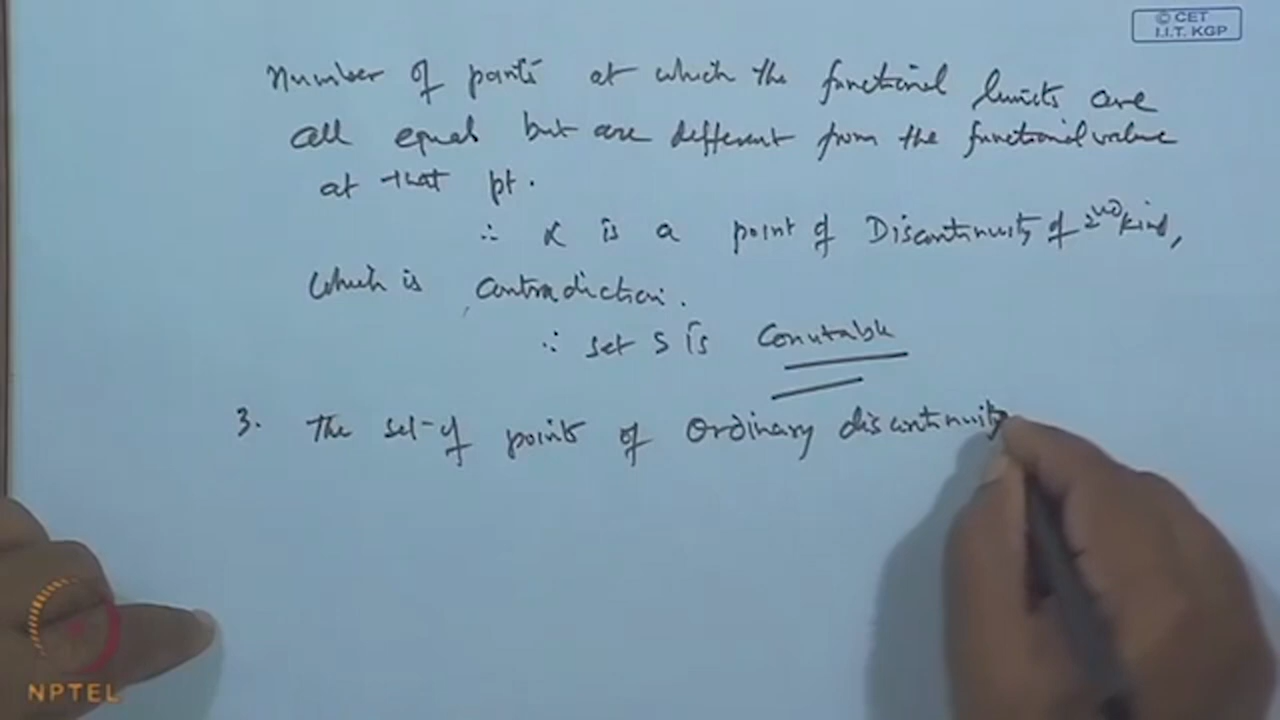 © CET
I.I.T. KGP
Number of points at which the functional limits are
all equal but are different from the functional value
at that pt.
∴ α is a point of Discontinuity of 2nd kind,
which is contradiction.
∴ set S is Countable
3. The set of points of Ordinary discontinuity
NPTEL